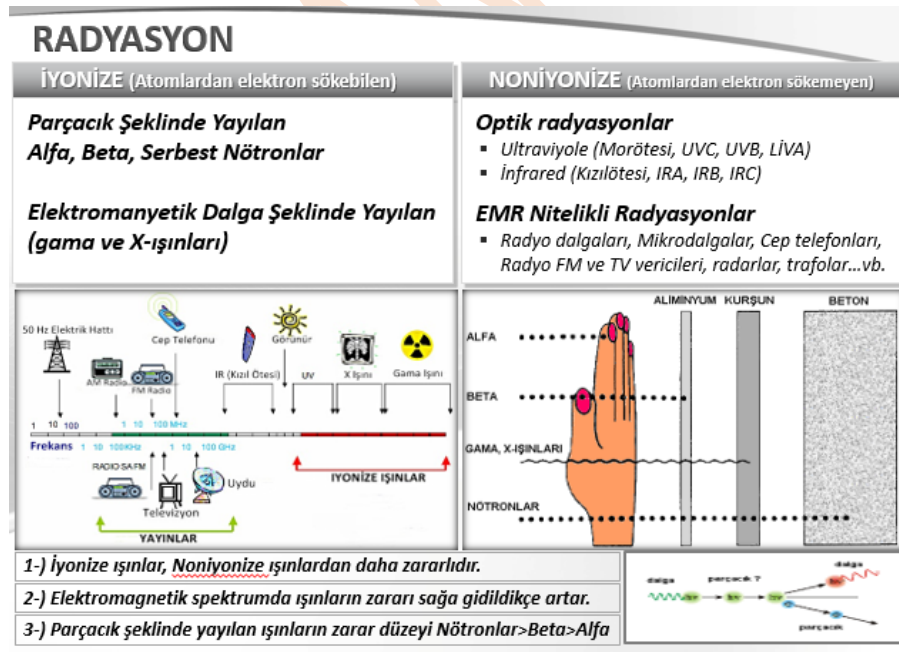 RADYASYON
İYONİZE (Atomlardan elektron sökebilen)
Parçacık Şeklinde Yayılan
Alfa, Beta, Serbest Nötronlar
Elektromanyetik Dalga Şeklinde Yayılan
(gama ve X-ışınları)
NONİYONİZE (Atomlardan elektron sökemeyen)
Optik radyasyonlar
▪ Ultraviyole (Morötesi, UVC, UVB, LİVA)
▪ İnfrared (Kızılötesi, IRA, IRB, IRC)
EMR Nitelikli Radyasyonlar
▪ Radyo dalgaları, Mikrodalgalar, Cep telefonları,
Radyo FM ve TV vericileri, radarlar, trafolar...vb.
50 Hz Elektrik Hattı
Cep Telefonu
Görünür
AM Radio
FM Radio
IR (Kızıl Ötesi)
UV
X Işını
Gama Işını
1 10 100
1 10 100 MHz
Frekans 1 10 100KHz 1 10 100 GHz
RADIO SA FM
Televizyon
Uydu
YAYINLAR
IYONİZE IŞINLAR
ALIMINYUM KURŞUN BETON
ALFA
BETA
GAMA, X-IŞINLARI
NÖTRONLAR
1-) İyonize ışınlar, Noniyonize ışınlardan daha zararlıdır.
2-) Elektromagnetik spektrumda ışınların zararı sağa gidildikçe artar.
3-) Parçacık şeklinde yayılan ışınların zarar düzeyi Nötronlar>Beta>Alfa
dalga
parçacık ?
dalga
parçacık